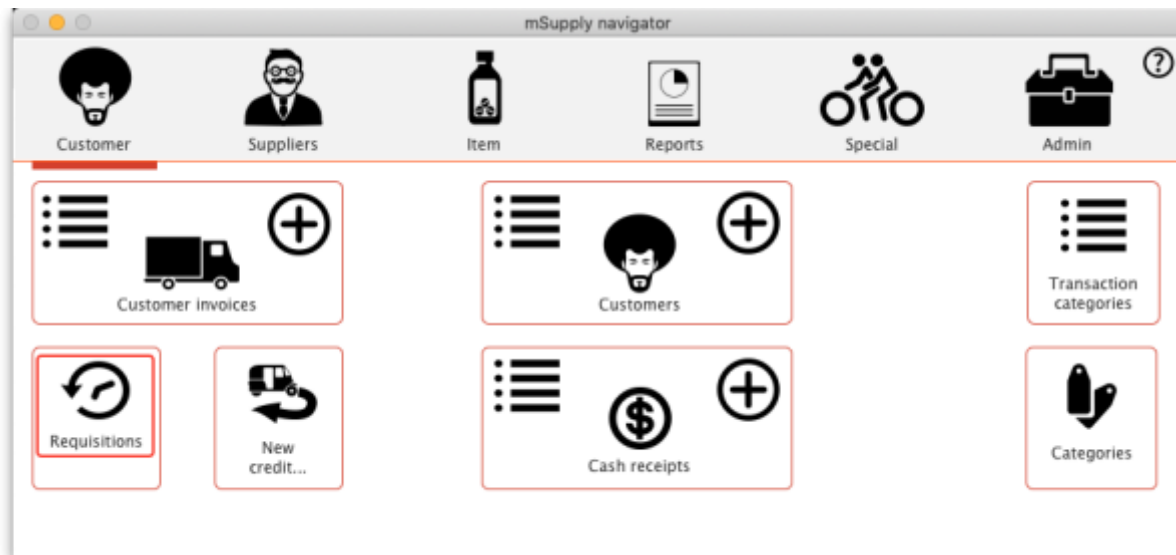 mSupply navigator
?
Customer
Suppliers
Item
Reports
Special
Admin
Customer invoices
Customers
Transaction
categories
Requisitions
New
credit...
$
Cash receipts
Categories